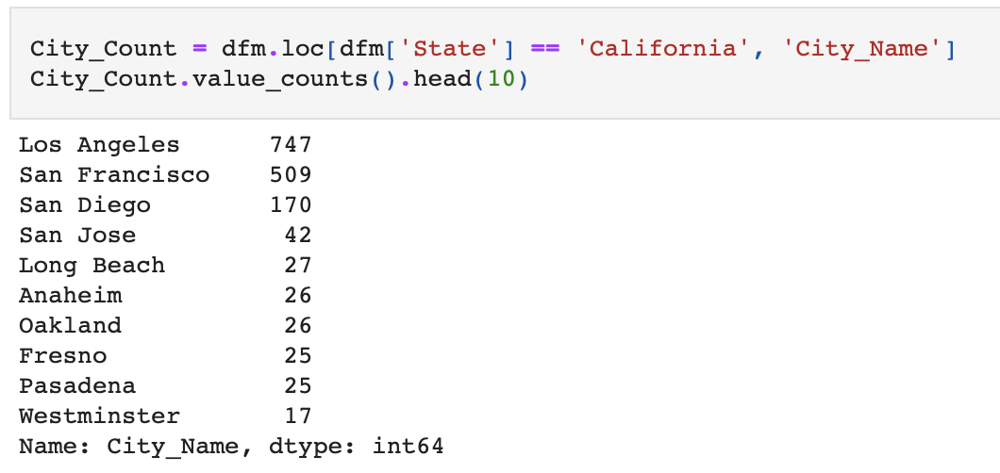 City_Count = dfm.loc[dfm['State'] == 'California', 'City_Name']
City_Count.value_counts().head(10)
Los Angeles      747
San Francisco    509
San Diego        170
San Jose          42
Long Beach        27
Anaheim           26
Oakland           26
Fresno            25
Pasadena          25
Westminster       17
Name: City_Name, dtype: int64